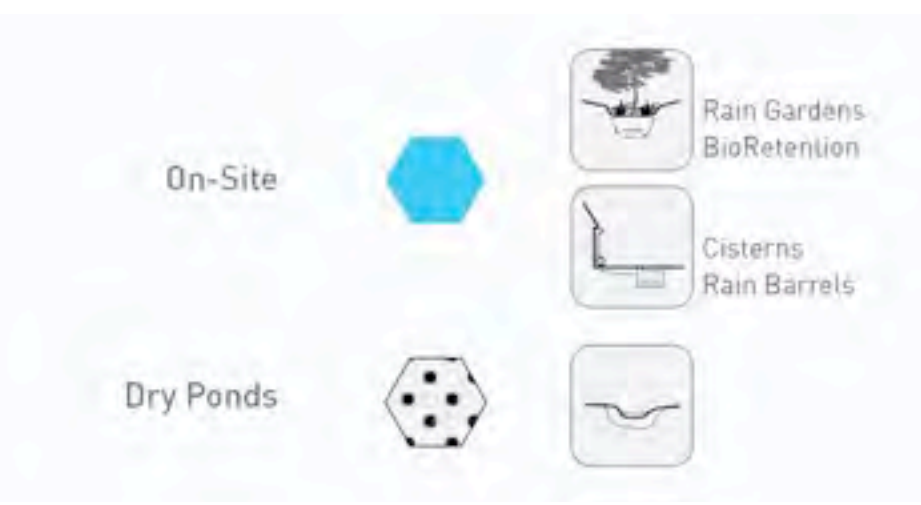 On-Site
Rain Gardens
BioRetention
Cisterns
Rain Barrels
Dry Ponds